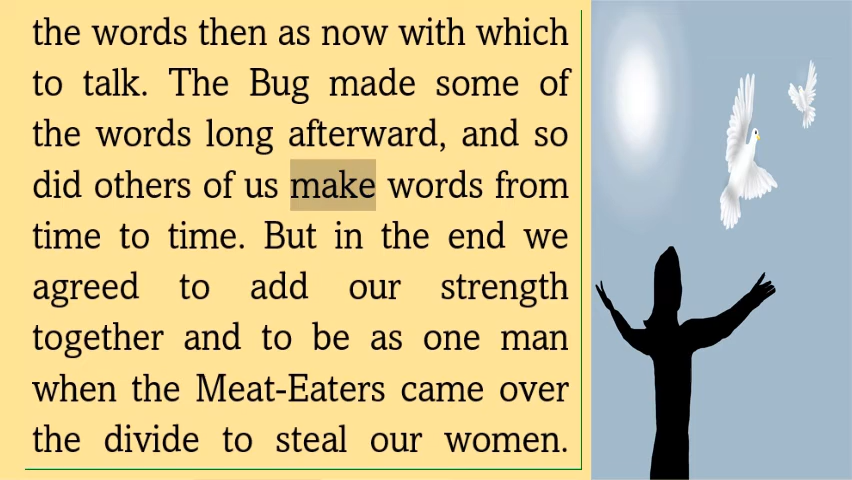 the words then as now with which
to talk. The Bug made some of
the words long afterward, and so
did others of us make words from
time to time. But in the end we
agreed to add our strength
together and to be as one man
when the Meat-Eaters came over
the divide to steal our women.